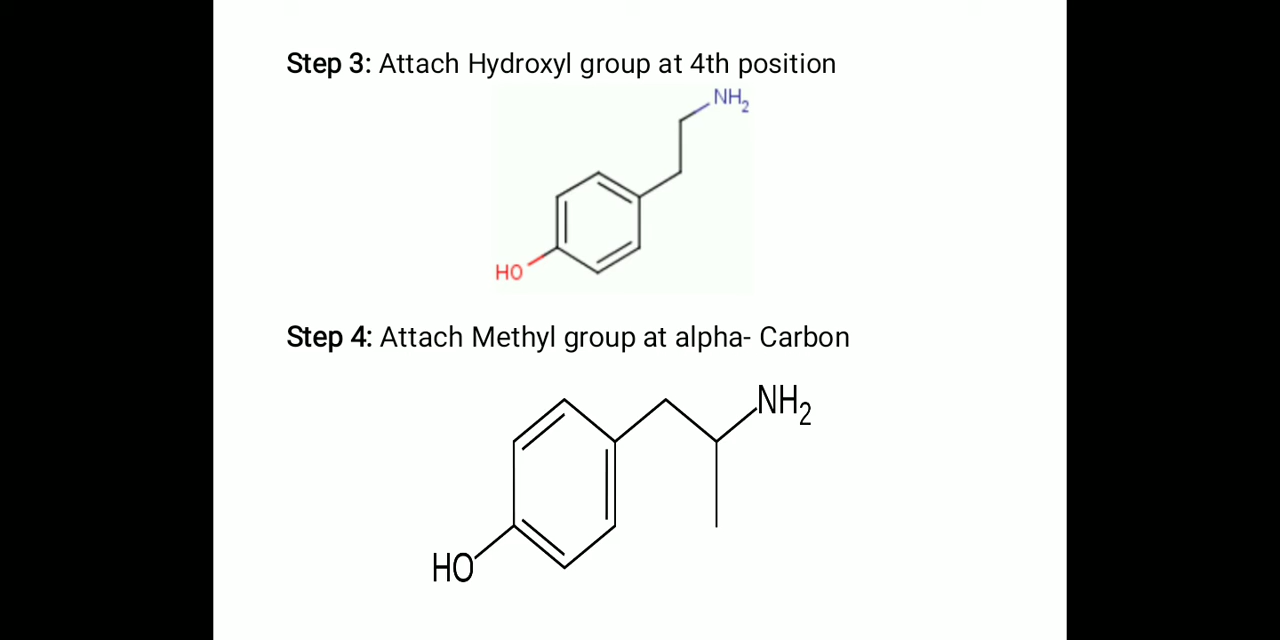 Step 3: Attach Hydroxyl group at 4th position
NH₂
HO
Step 4: Attach Methyl group at alpha- Carbon
NH₂
HO